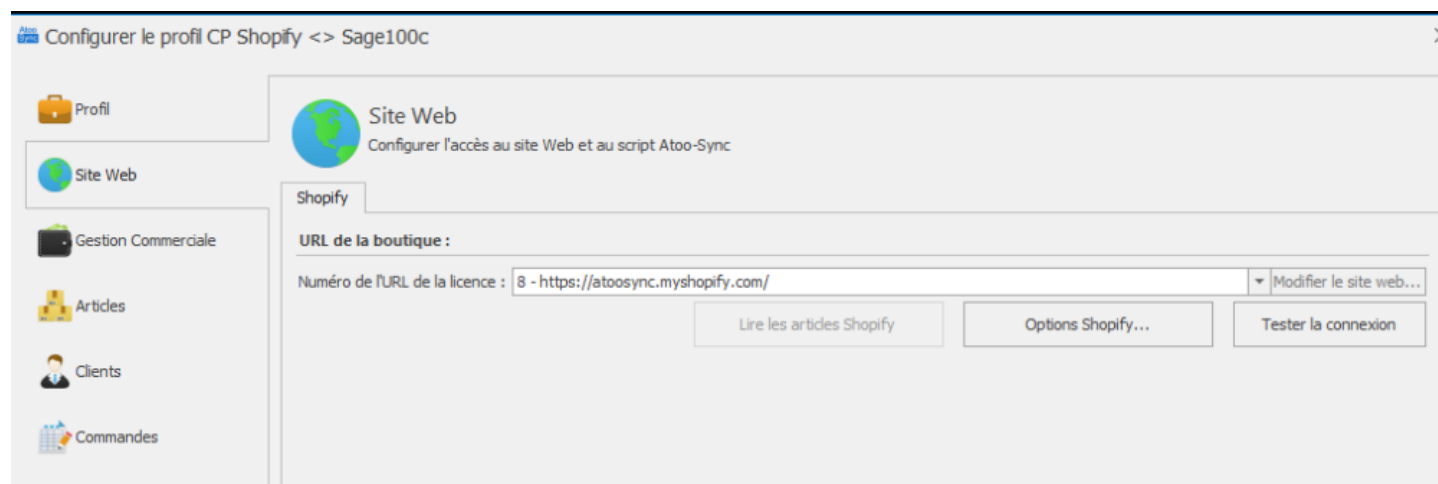 Configurer le profil CP Shopify <> Sage100c
Profil
Site Web
Configurer l'accès au site Web et au script Atoo-Sync
Site Web
Shopify
Gestion Commerciale
URL de la boutique :
Numéro de l'URL de la licence : 8 - https://atoosync.myshopify.com/ Modifier le site web...
Articles
Lire les articles Shopify Options Shopify... Tester la connexion
Clients
Commandes